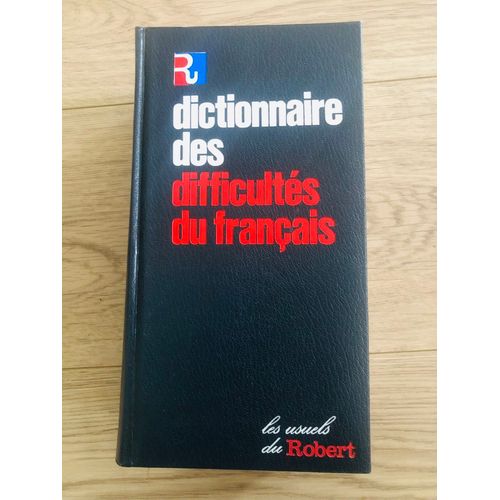 R
dictionnaire
des
difficultés
du français
les usuels
du Robert